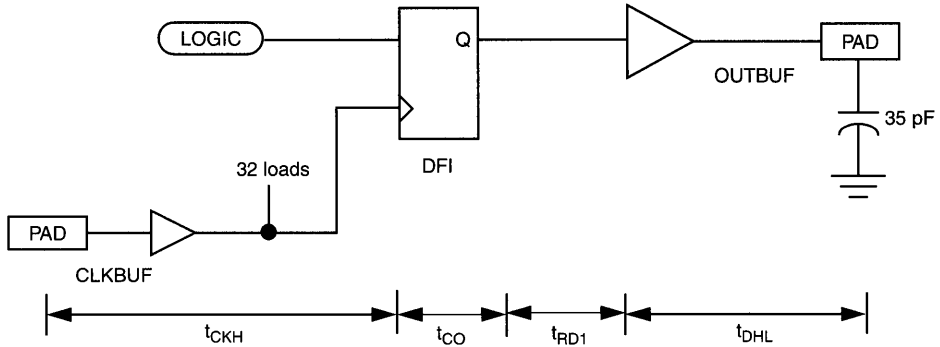 LOGIC
Q
PAD
OUTBUF
35 pF
DFI
32 loads
PAD
CLKBUF
tCKH
tCO
tRD1
tDHL